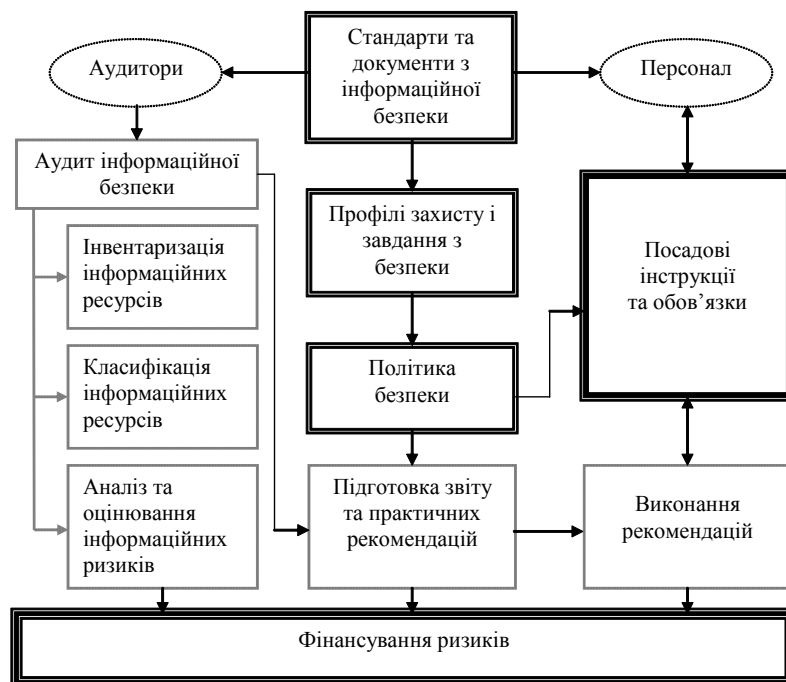 Стандарти та
документи з
інформаційної
безпеки
Аудитори
Персонал
Аудит інформаційної
безпеки
Профілі захисту і
завдання з
безпеки
Посадові
інструкції
та обов’язки
Інвентаризація
інформаційних
ресурсів
Класифікація
інформаційних
ресурсів
Політика
безпеки
Аналіз та
оцінювання
інформаційних
ризиків
Підготовка звіту
та практичних
рекомендацій
Виконання
рекомендацій
Фінансування ризиків